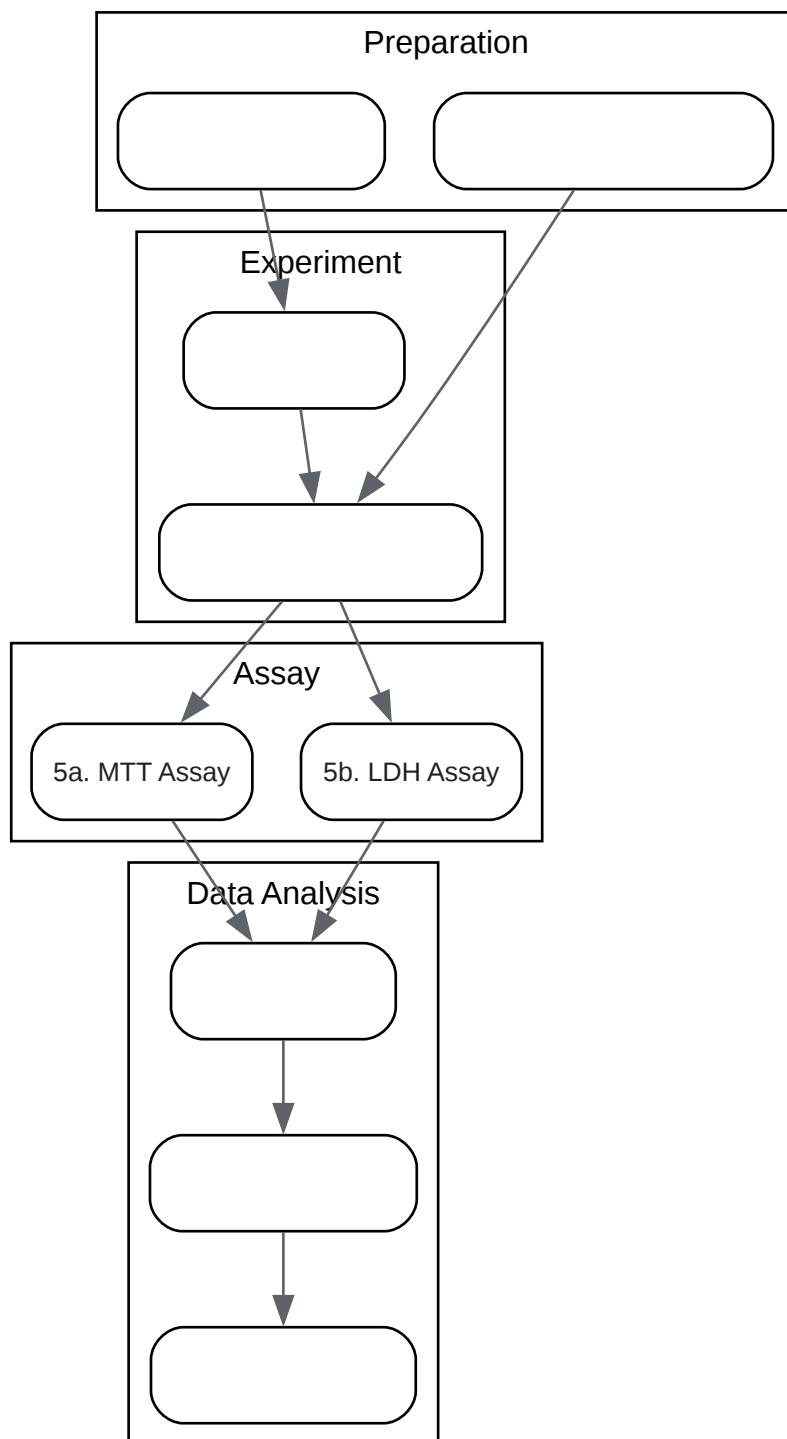 Preparation
Experiment
Assay
5a. MTT Assay
5b. LDH Assay
Data Analysis